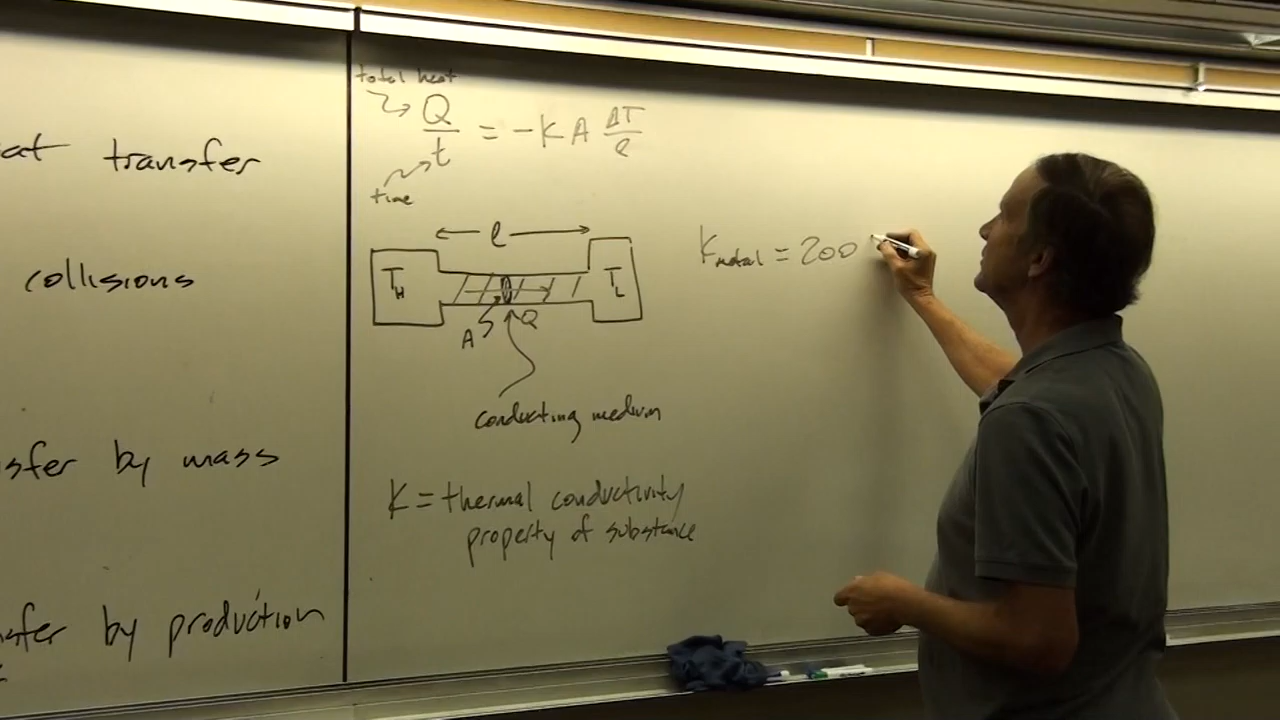 at transfer
collisions
sfer by mass
nsfer by production
total heat
Q/t = -K A ΔT/l
time
l
T_H
T_L
A
Q
conducting medium
K = thermal conductivity
property of substance
K_metal = 200